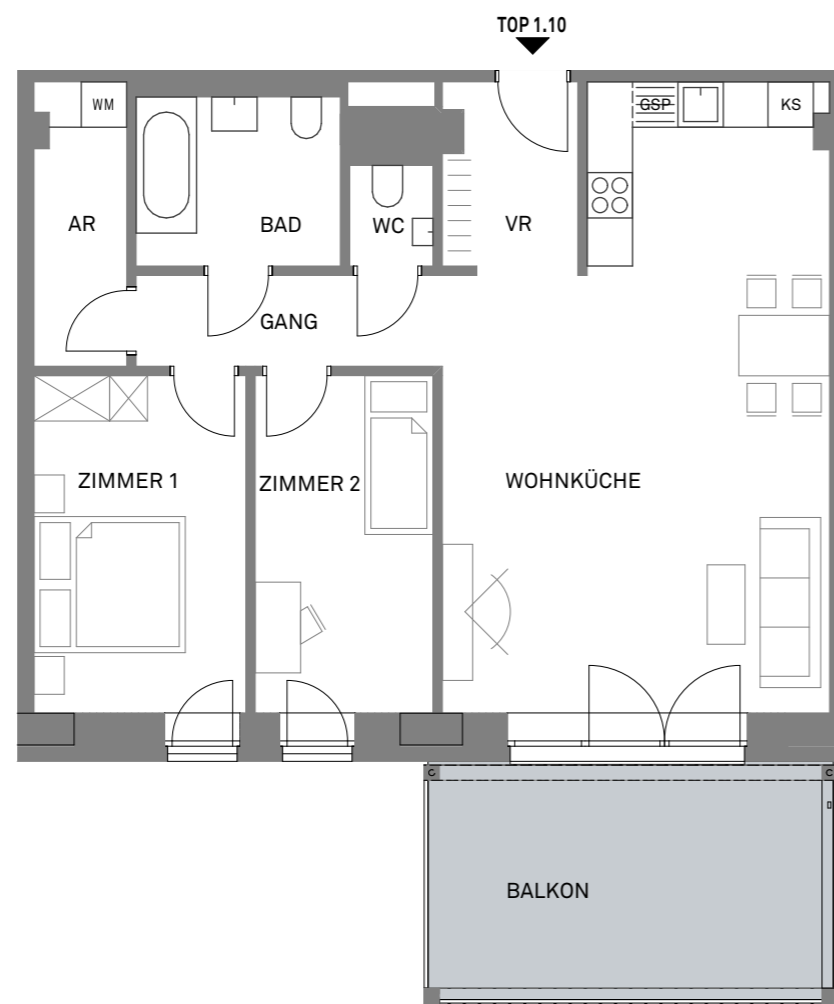 TOP 1.10
WM
GSP
KS
AR
BAD
WC
VR
GANG
ZIMMER 1
ZIMMER 2
WOHNKÜCHE
BALKON